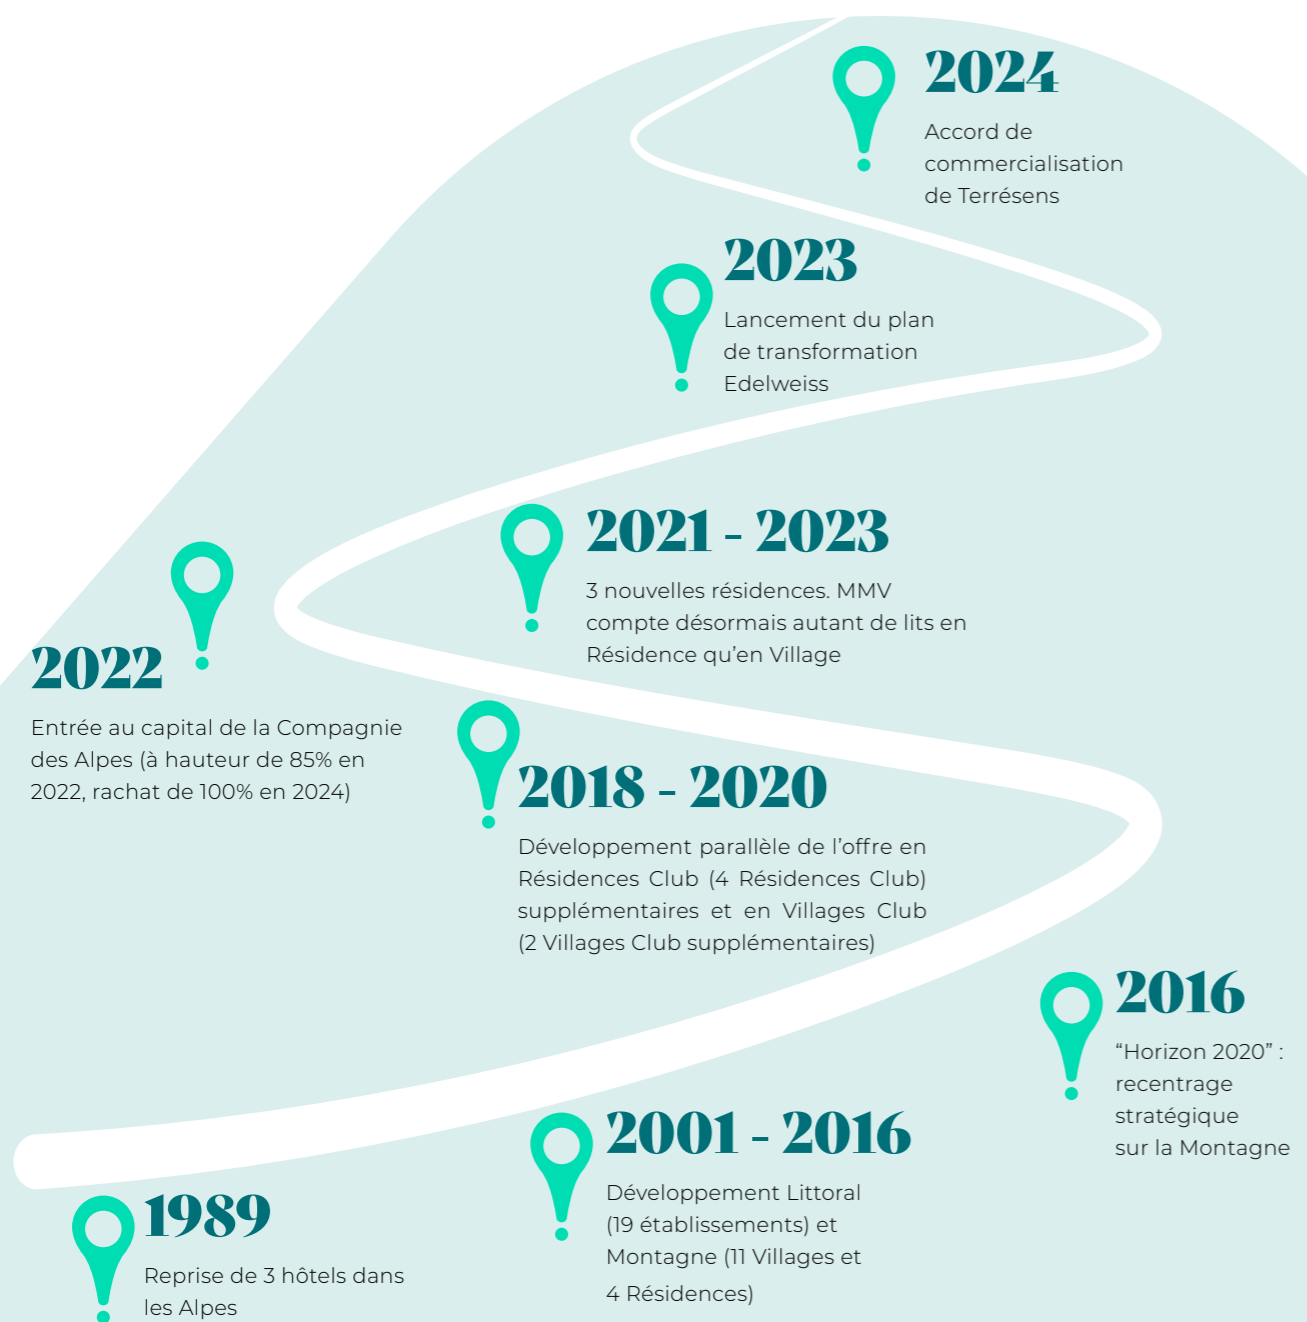 2024
Accord de
commercialisation
de Terrésens
2023
Lancement du plan
de transformation
Edelweiss
2021 - 2023
3 nouvelles résidences. MMV
compte désormais autant de lits en
Résidence qu’en Village
2022
Entrée au capital de la Compagnie
des Alpes (à hauteur de 85% en
2022, rachat de 100% en 2024)
2018 - 2020
Développement parallèle de l’offre en
Résidences Club (4 Résidences Club)
supplémentaires et en Villages Club
(2 Villages Club supplémentaires)
2016
“Horizon 2020” :
recentrage
stratégique
sur la Montagne
2001 - 2016
Développement Littoral
(19 établissements) et
Montagne (11 Villages et
4 Résidences)
1989
Reprise de 3 hôtels dans
les Alpes